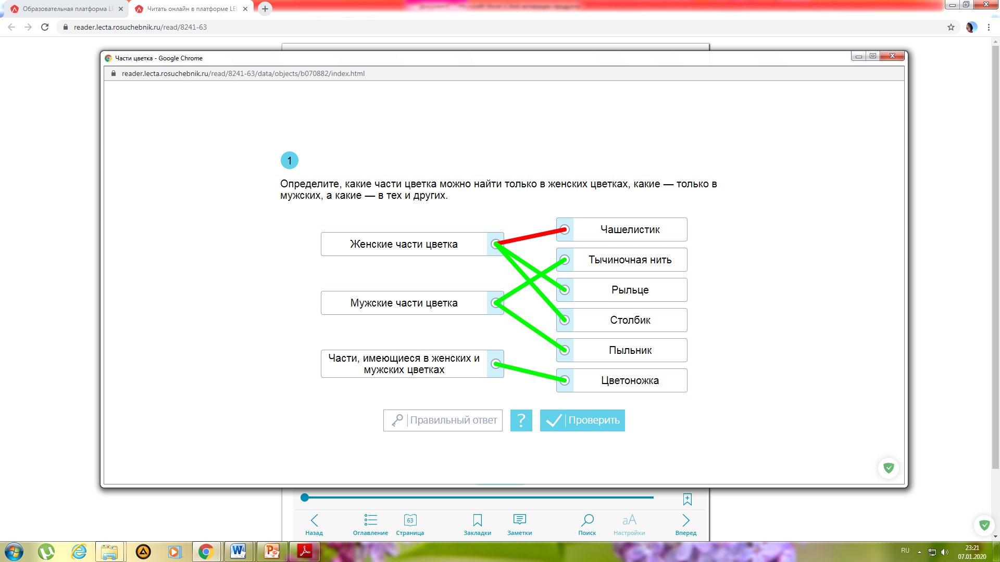 Образовательная платформа LE
Читать онлайн в платформе LEC
reader.lecta.rosuchebnik.ru/read/8241-63
Части цветка - Google Chrome
reader.lecta.rosuchebnik.ru/read/8241-63/data/objects/b070882/index.html
1
Определите, какие части цветка можно найти только в женских цветках, какие — только в
мужских, а какие — в тех и других.
Женские части цветка
Мужские части цветка
Части, имеющиеся в женских и
мужских цветках
Чашелистик
Тычиночная нить
Рыльце
Столбик
Пыльник
Цветоножка
Правильный ответ
?
Проверить
63
Назад
Оглавление
Страница
Закладки
Заметки
Поиск
аА
Настройки
Вперед
RU
23:21
07.01.2020